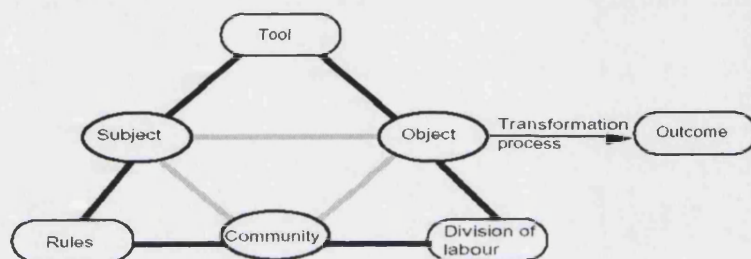 Tool
Subject
Object
Transformation
process
Outcome
Rules
Community
Division of
labour